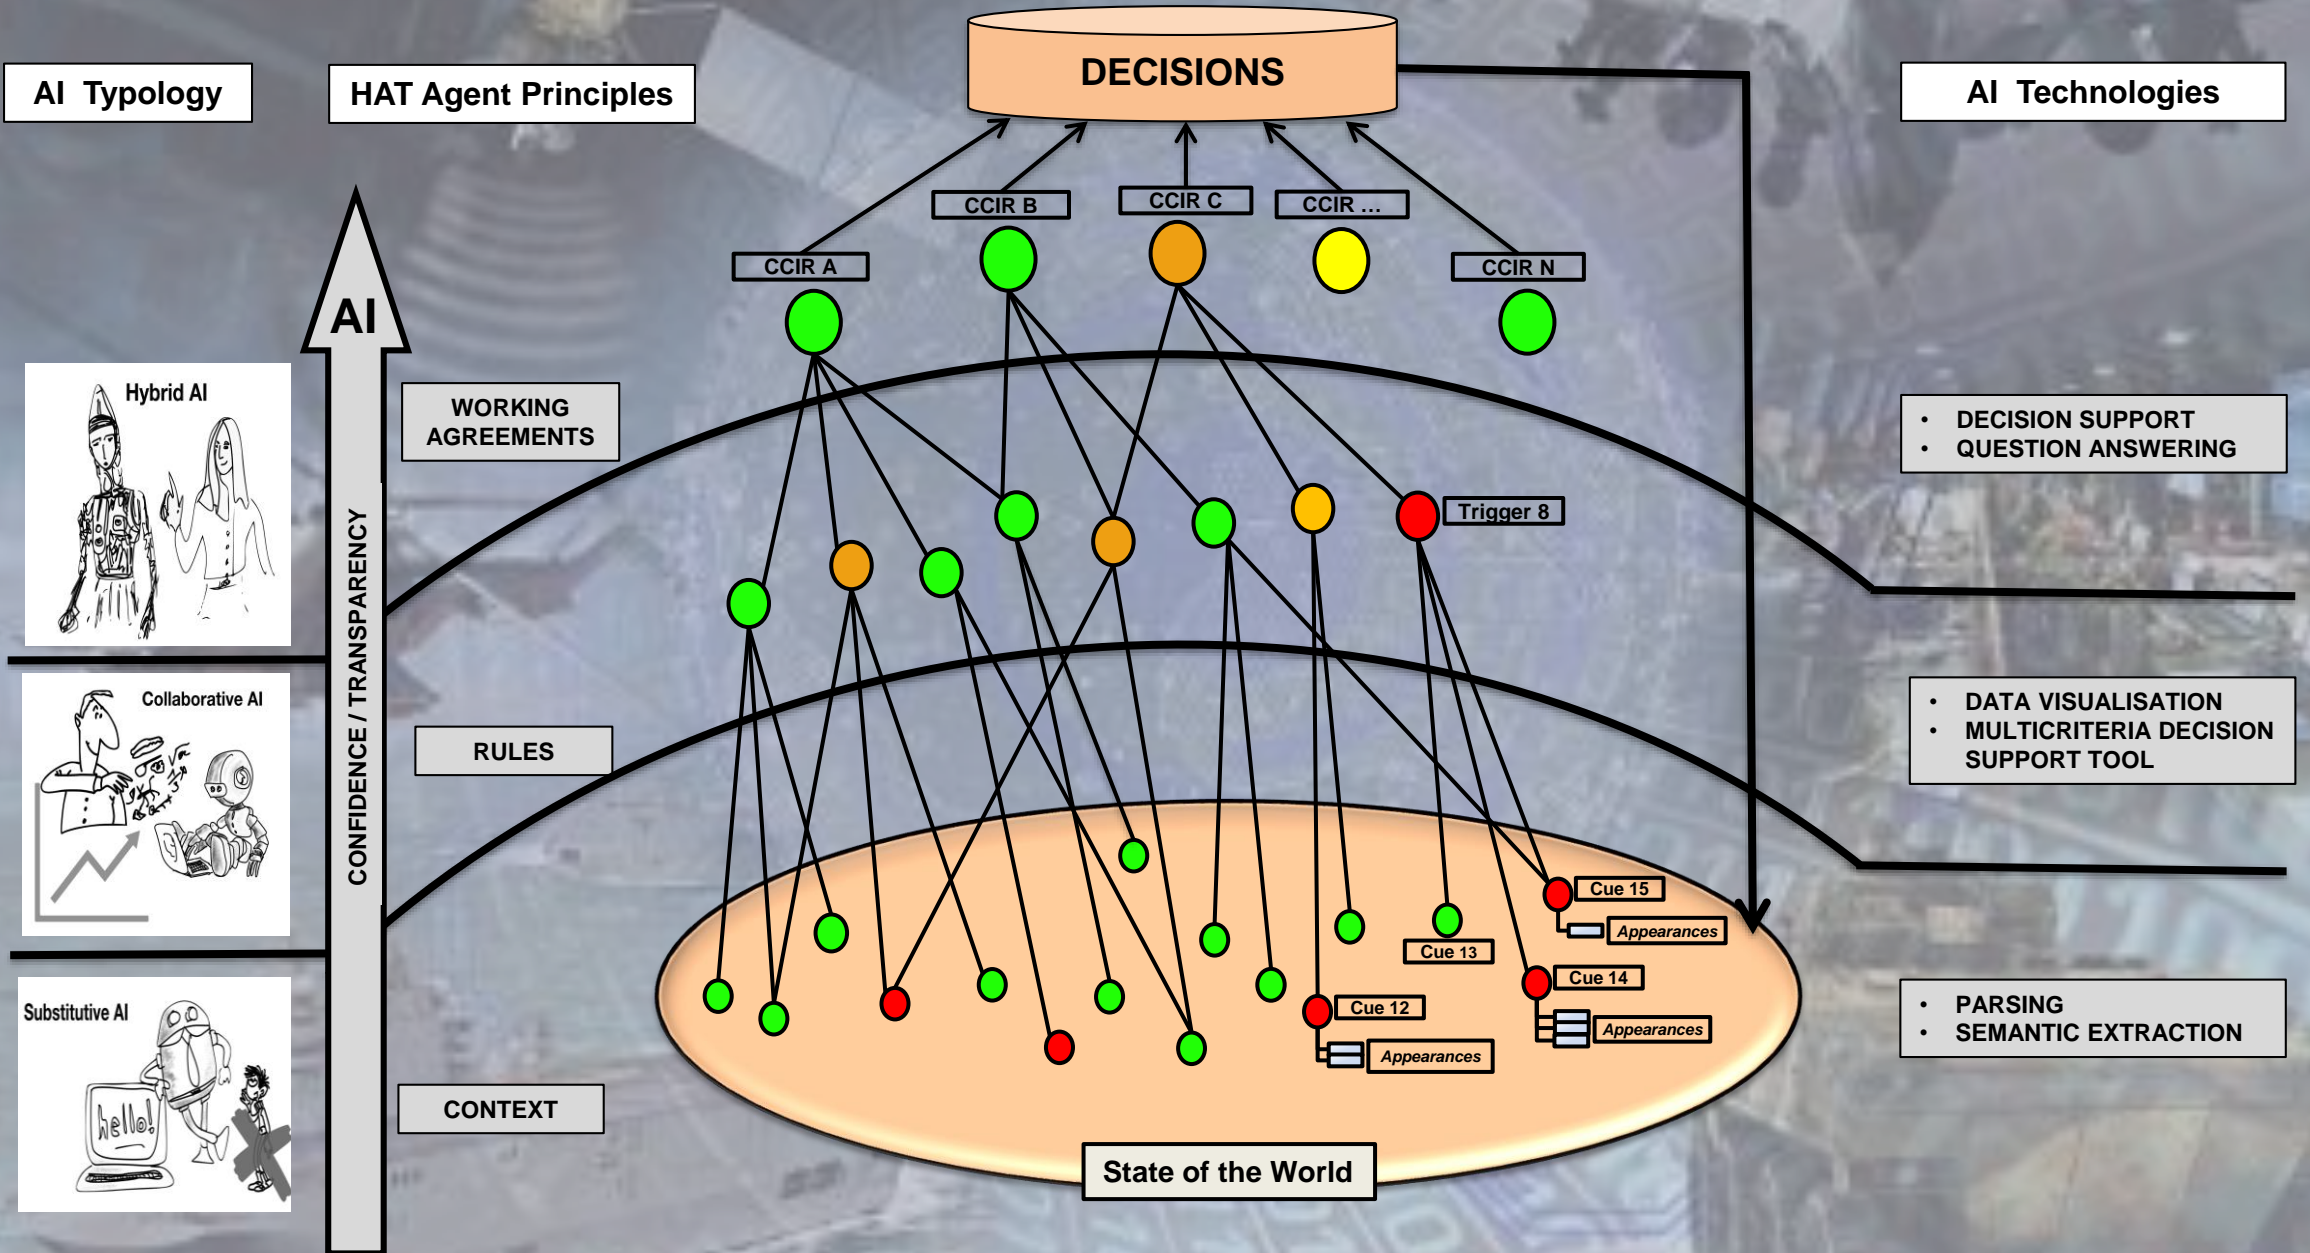 DECISIONS
AI Typology
HAT Agent Principles
AI Technologies
CCIR A
CCIR B
CCIR C
CCIR ...
CCIR N
AI
CONFIDENCE / TRANSPARENCY
Hybrid AI
WORKING
AGREEMENTS
• DECISION SUPPORT
• QUESTION ANSWERING
Trigger 8
Collaborative AI
RULES
• DATA VISUALISATION
• MULTICRITERIA DECISION
SUPPORT TOOL
Cue 15
Appearances
Cue 13
Cue 14
Appearances
Cue 12
Appearances
Substitutive AI
hello!
CONTEXT
• PARSING
• SEMANTIC EXTRACTION
State of the World